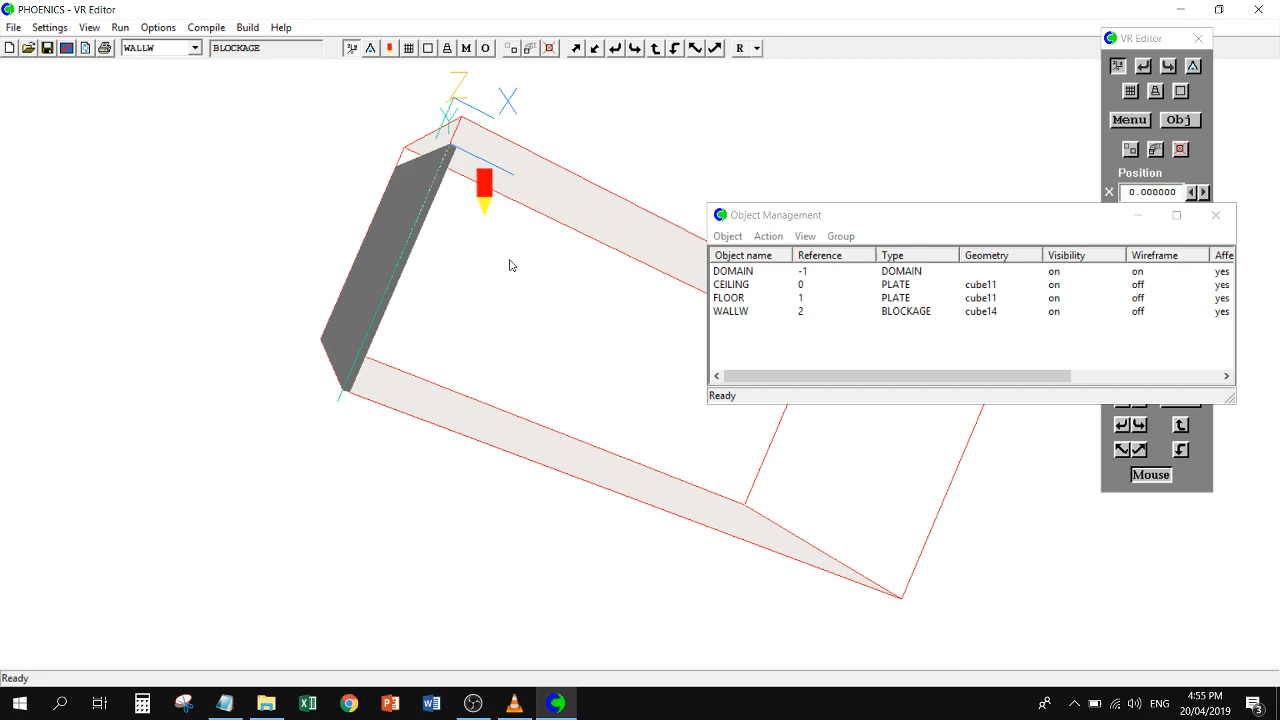 PHOENICS - VR Editor
File Settings View Run Options Compile Build Help
WALLW BLOCKAGE M O R
VR Editor
Menu Obj
Position
X 0.000000
Z X
Y
Object Management
Object Action View Group
Object name Reference Type Geometry Visibility Wireframe Affe
DOMAIN -1 DOMAIN on on yes
CEILING 0 PLATE cube11 on off yes
FLOOR 1 PLATE cube11 on off yes
WALLW 2 BLOCKAGE cube14 on off yes
Ready
Mouse
Ready
ENG 4:55 PM
20/04/2019
3